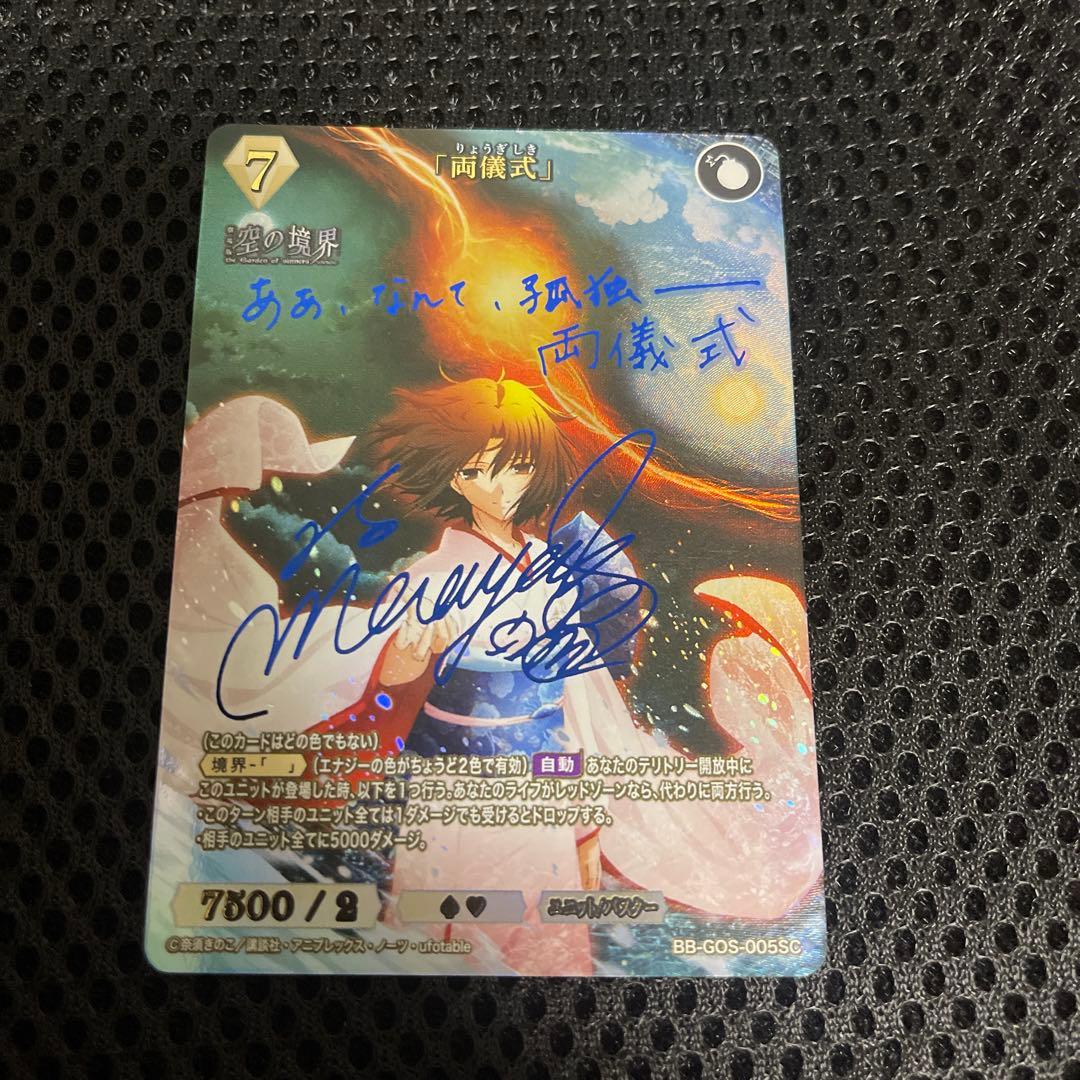 7
りょうぎしき
「両儀式」
劇場版 空の境界
the Garden of sinners
ああ、なんて、孤独――
両儀式
(このカードはどの色でもない)
境界-「　」 (エナジーの色がちょうど2色で有効) 自動 あなたのテリトリー開放中に
このユニットが登場した時、以下を1つ行う。あなたのライフがレッドゾーンなら、代わりに両方行う。
・このターン相手のユニット全ては1ダメージでも受けるとドロップする。
・相手のユニット全てに5000ダメージ。
7500 / 2
♠♥
ユニット/バスター
©奈須きのこ／講談社・アニプレックス・ノーツ・ufotable
BB-GOS-005SC